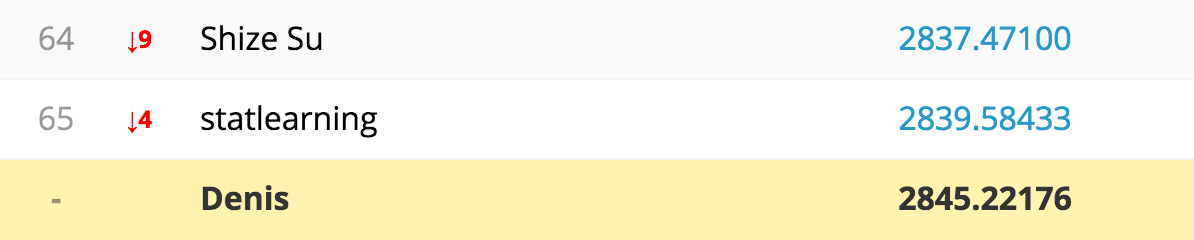 64 ↓9 Shize Su 2837.47100
65 ↓4 statlearning 2839.58433
- Denis 2845.22176